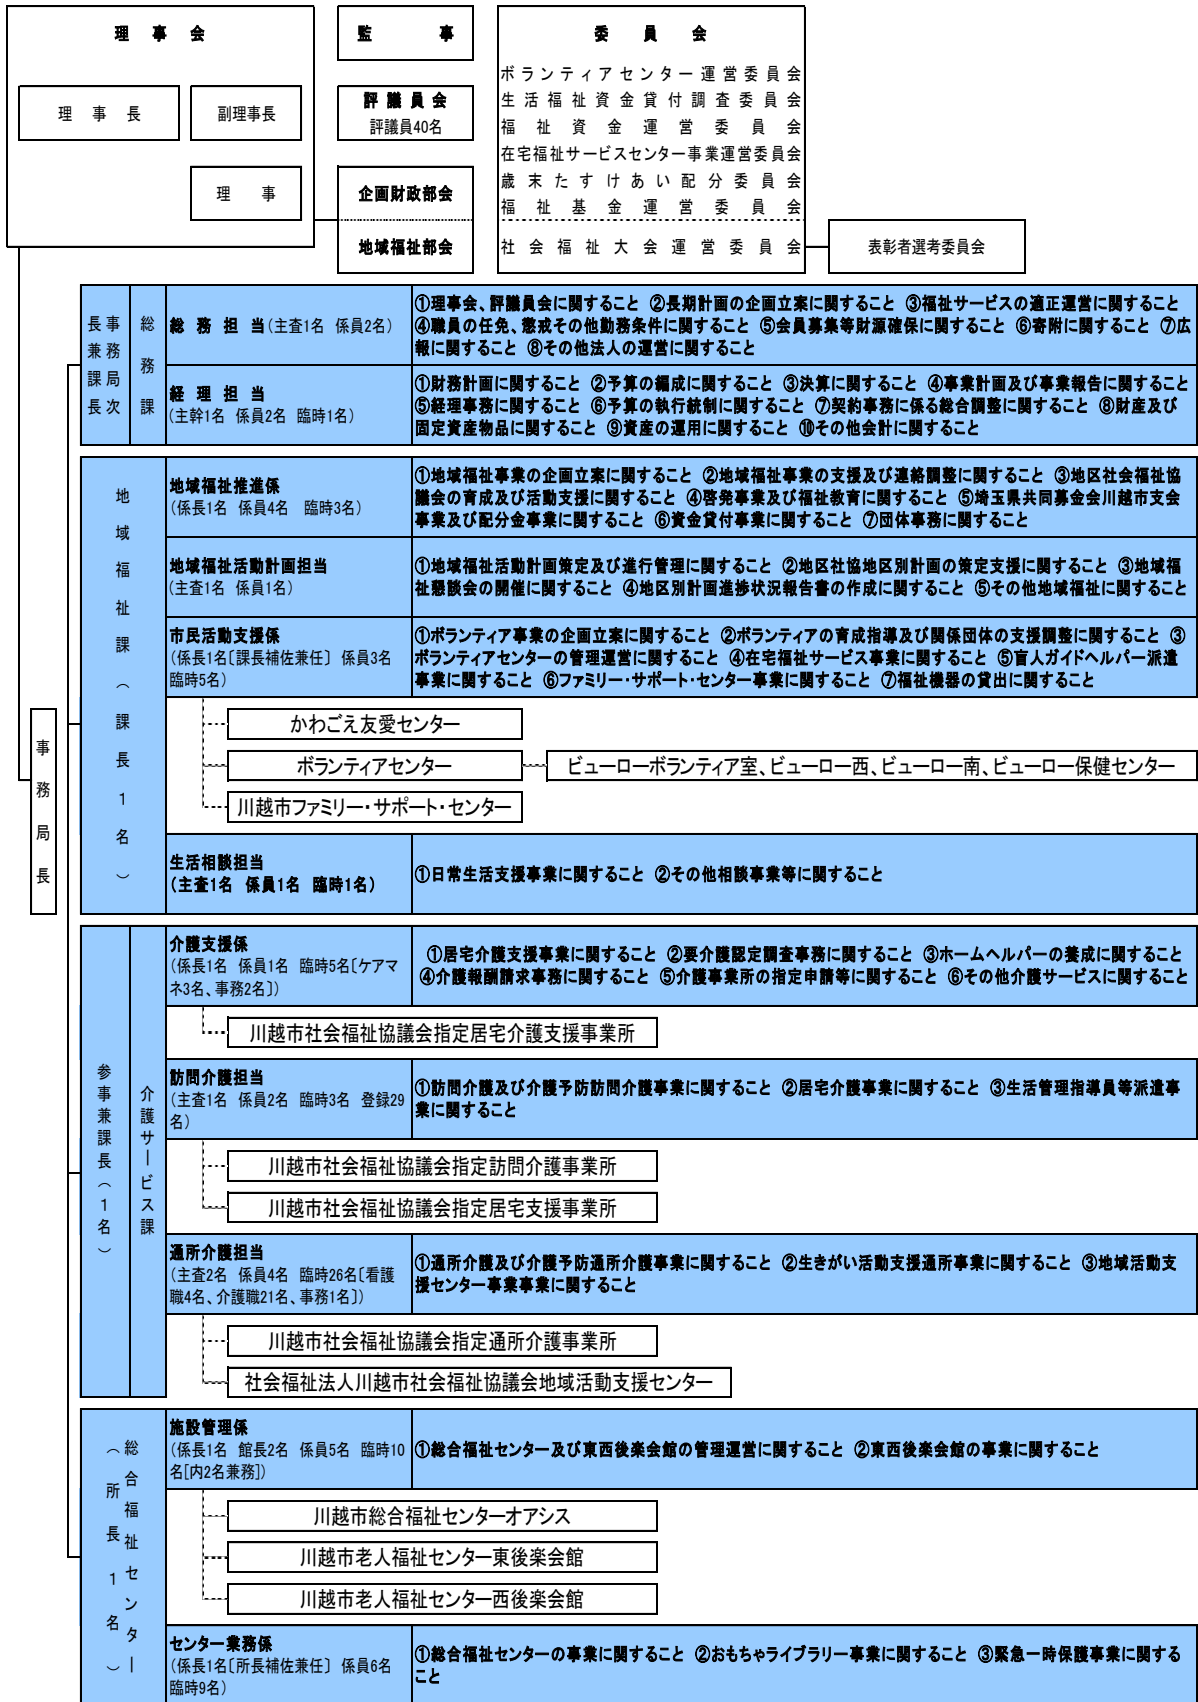 理事会
理事長
副理事長
理事
監事
評議員会
評議員40名
企画財政部会
地域福祉部会
委員会
ボランティアセンター運営委員会
生活福祉資金貸付調査委員会
福祉資金運営委員会
在宅福祉サービスセンター事業運営委員会
歳末たすけあい配分委員会
福祉基金運営委員会
社会福祉大会運営委員会
表彰者選考委員会
事務局長
事務局次
長兼課長
総務課
総務担当(主査1名 係員2名)
①理事会、評議員会に関すること ②長期計画の企画立案に関すること ③福祉サービスの適正運営に関すること
④職員の任免、懲戒その他勤務条件に関すること ⑤会員募集等財源確保に関すること ⑥寄附に関すること ⑦広
報に関すること ⑧その他法人の運営に関すること
経理担当
(主幹1名 係員2名 臨時1名)
①財務計画に関すること ②予算の編成に関すること ③決算に関すること ④事業計画及び事業報告に関すること
⑤経理事務に関すること ⑥予算の執行統制に関すること ⑦契約事務に係る総合調整に関すること ⑧財産及び
固定資産物品に関すること ⑨資産の運用に関すること ⑩その他会計に関すること
地域福祉課(課長1名)
地域福祉推進係
(係長1名 係員4名 臨時3名)
①地域福祉事業の企画立案に関すること ②地域福祉事業の支援及び連絡調整に関すること ③地区社会福祉協
議会の育成及び活動支援に関すること ④啓発事業及び福祉教育に関すること ⑤埼玉県共同募金会川越市支会
事業及び配分金事業に関すること ⑥資金貸付事業に関すること ⑦団体事務に関すること
地域福祉活動計画担当
(主査1名 係員1名)
①地域福祉活動計画策定及び進行管理に関すること ②地区社協地区別計画の策定支援に関すること ③地域福
祉懇談会の開催に関すること ④地区別計画進捗状況報告書の作成に関すること ⑤その他地域福祉に関すること
市民活動支援係
(係長1名〔課長補佐兼任〕 係員3名
臨時5名)
①ボランティア事業の企画立案に関すること ②ボランティアの育成指導及び関係団体の支援調整に関すること ③
ボランティアセンターの管理運営に関すること ④在宅福祉サービス事業に関すること ⑤盲人ガイドヘルパー派遣
事業に関すること ⑥ファミリー・サポート・センター事業に関すること ⑦福祉機器の貸出に関すること
かわごえ友愛センター
ボランティアセンター
ビューローボランティア室、ビューロー西、ビューロー南、ビューロー保健センター
川越市ファミリー・サポート・センター
生活相談担当
(主査1名 係員1名 臨時1名)
①日常生活支援事業に関すること ②その他相談事業等に関すること
参事兼課長(1名)
介護サービス課
介護支援係
(係長1名 係員1名 臨時5名〔ケアマ
ネ3名、事務2名〕)
①居宅介護支援事業に関すること ②要介護認定調査事務に関すること ③ホームヘルパーの養成に関すること
④介護報酬請求事務に関すること ⑤介護事業所の指定申請等に関すること ⑥その他介護サービスに関すること
川越市社会福祉協議会指定居宅介護支援事業所
訪問介護担当
(主査1名 係員2名 臨時3名 登録29
名)
①訪問介護及び介護予防訪問介護事業に関すること ②居宅介護事業に関すること ③生活管理指導員等派遣事
業に関すること
川越市社会福祉協議会指定訪問介護事業所
川越市社会福祉協議会指定居宅支援事業所
通所介護担当
(主査2名 係員4名 臨時26名〔看護
職4名、介護職21名、事務1名〕)
①通所介護及び介護予防通所介護事業に関すること ②生きがい活動支援通所事業に関すること ③地域活動支
援センター事業事業に関すること
川越市社会福祉協議会指定通所介護事業所
社会福祉法人川越市社会福祉協議会地域活動支援センター
総合福祉センター
(所長1名)
施設管理係
(係長1名 館長2名 係員5名 臨時10
名[内2名兼務])
①総合福祉センター及び東西後楽会館の管理運営に関すること ②東西後楽会館の事業に関すること
川越市総合福祉センターオアシス
川越市老人福祉センター東後楽会館
川越市老人福祉センター西後楽会館
センター業務係
(係長1名〔所長補佐兼任〕 係員6名
臨時9名)
①総合福祉センターの事業に関すること ②おもちゃライブラリー事業に関すること ③緊急一時保護事業に関する
こと